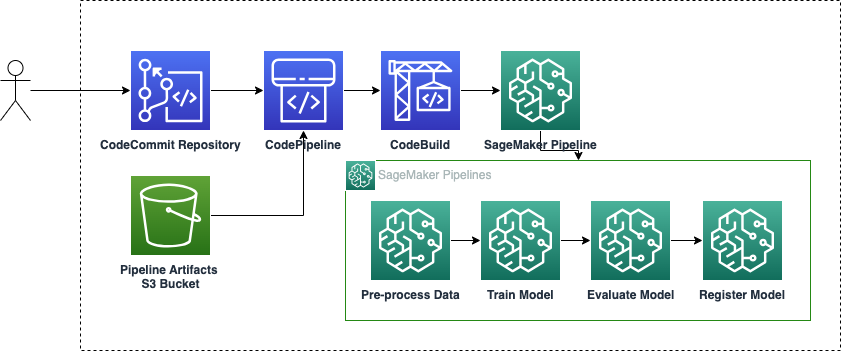 CodeCommit Repository
CodePipeline
CodeBuild
SageMaker Pipeline
SageMaker Pipelines
Pipeline Artifacts
S3 Bucket
Pre-process Data
Train Model
Evaluate Model
Register Model